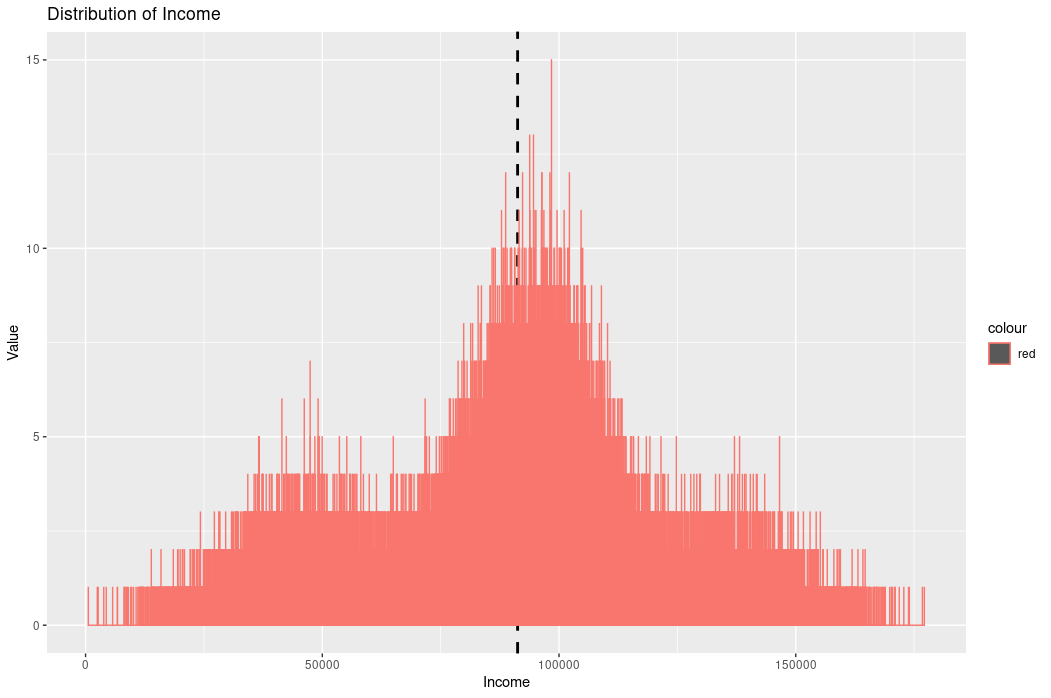 Distribution of Income
15
10
5
0
Value
0 50000 100000 150000
Income
colour
red